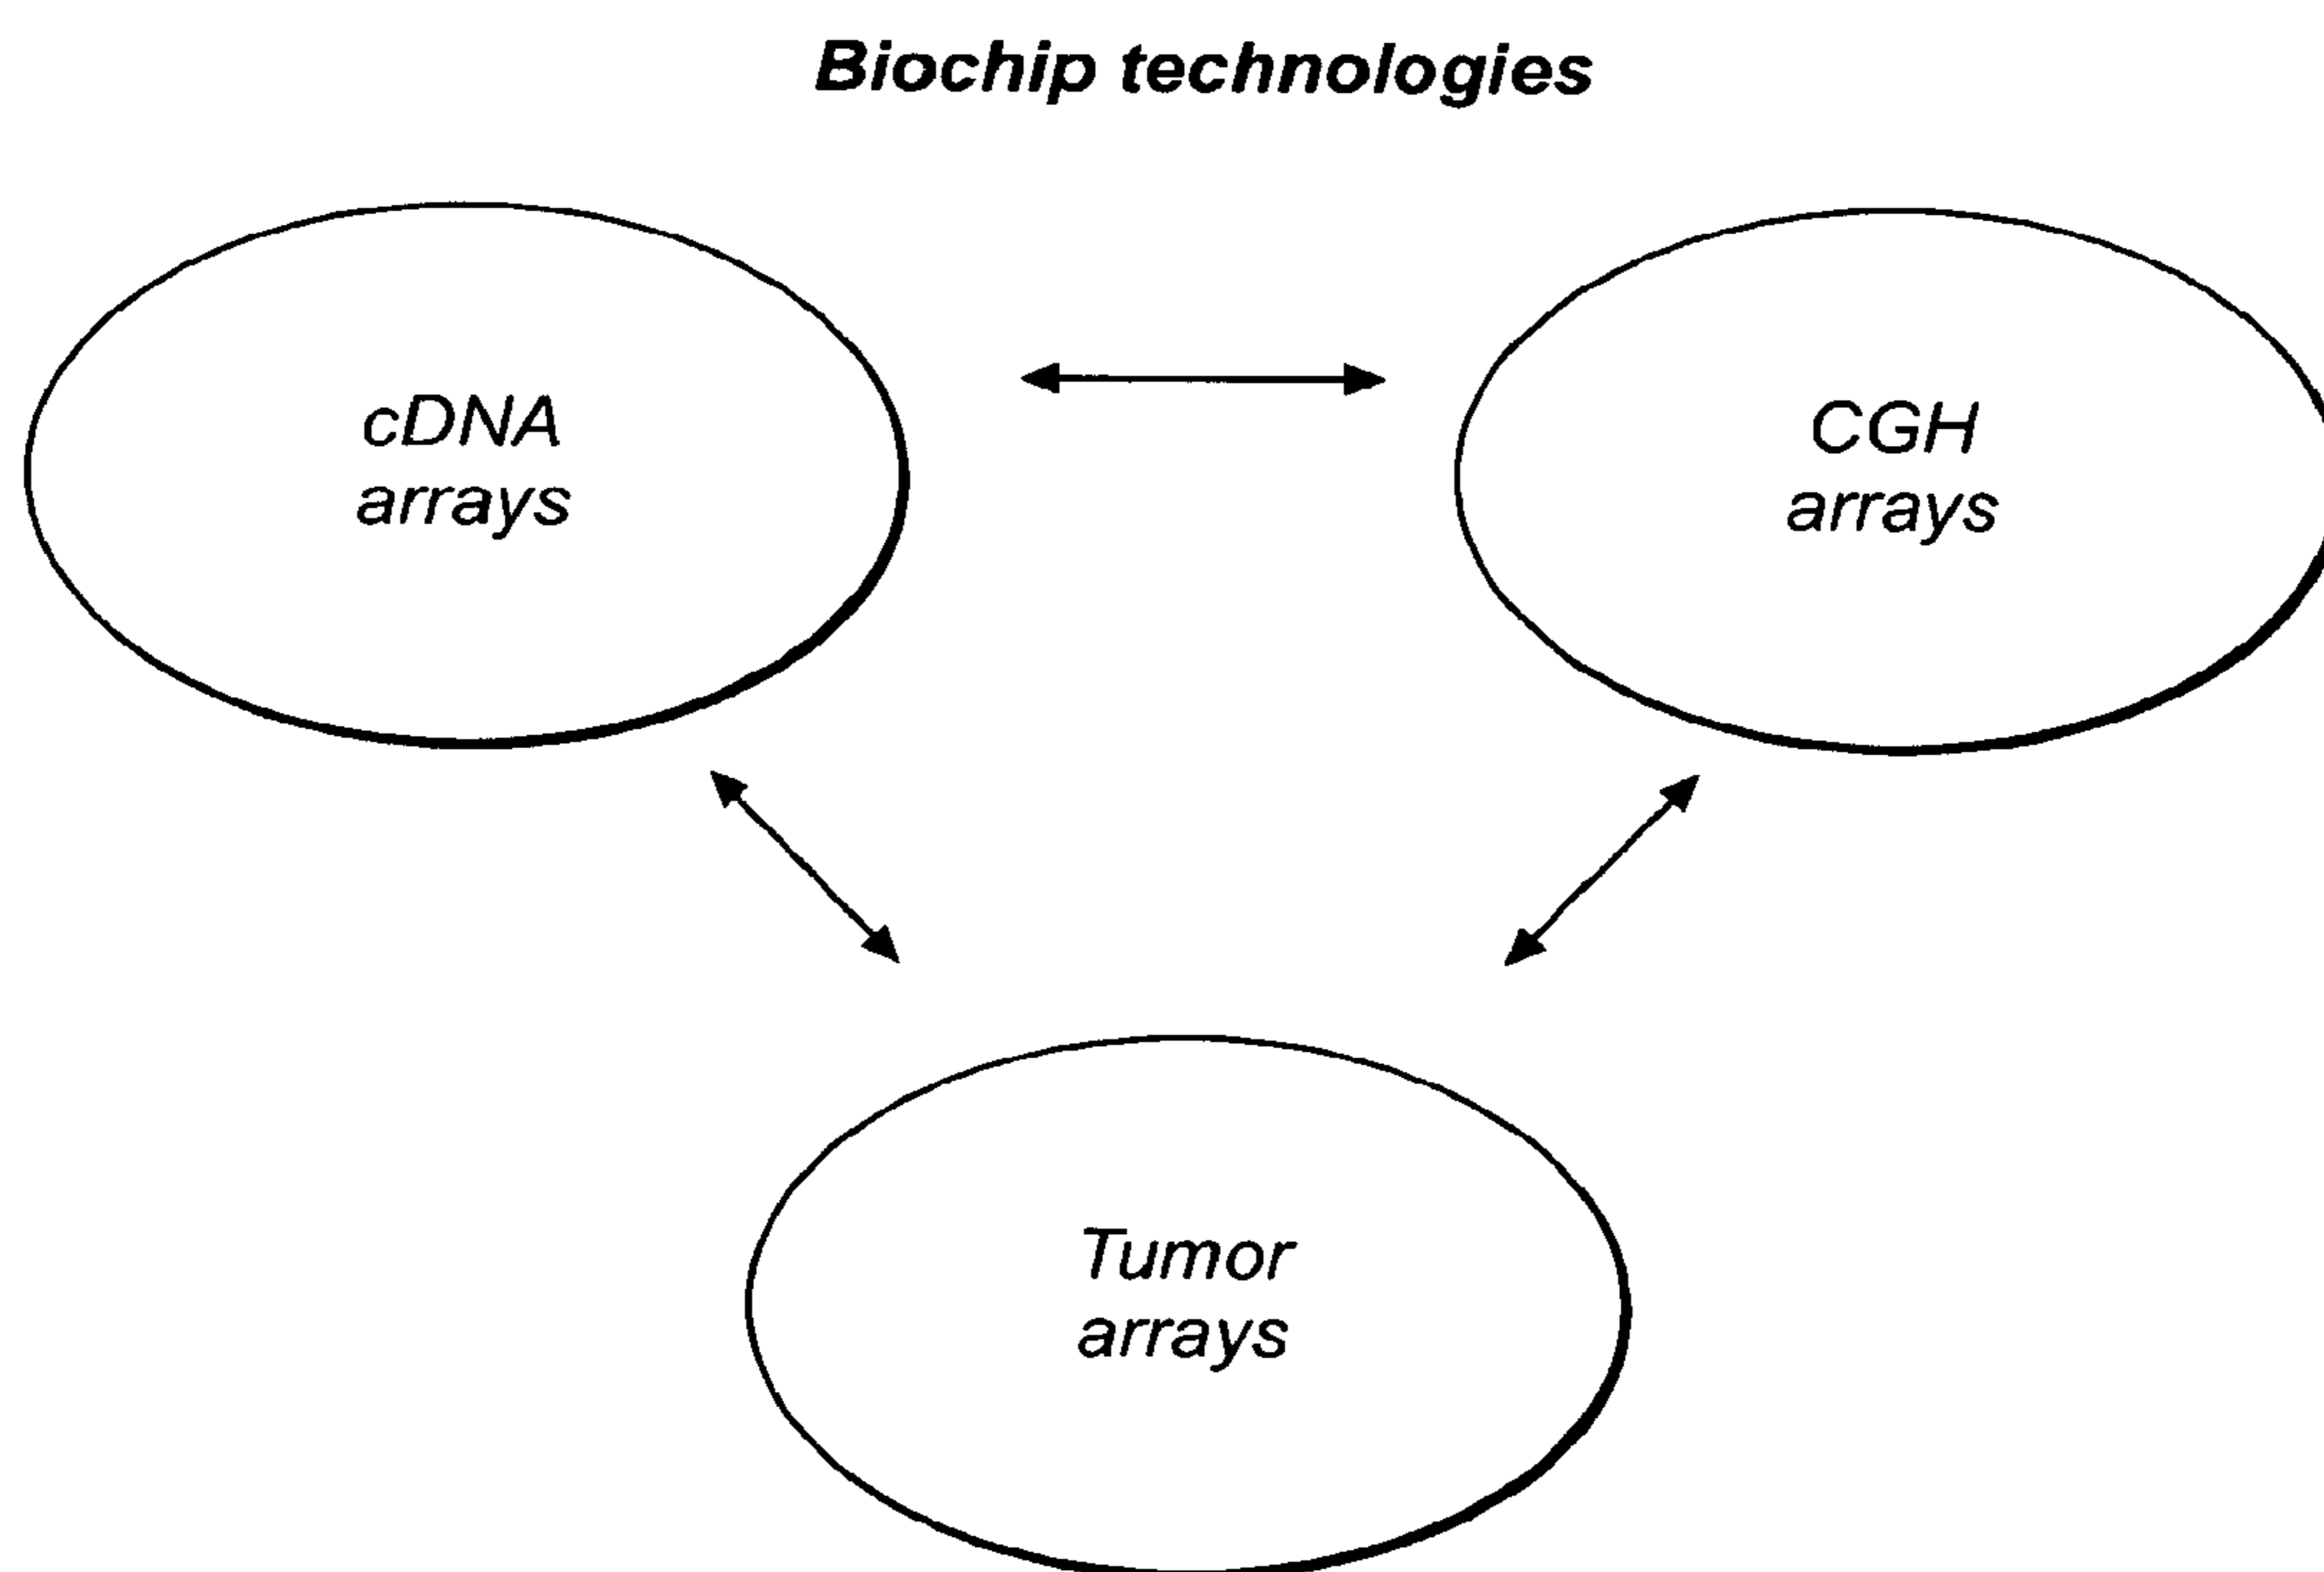 Biochip technologies
cDNA
arrays
CGH
arrays
Tumor
arrays